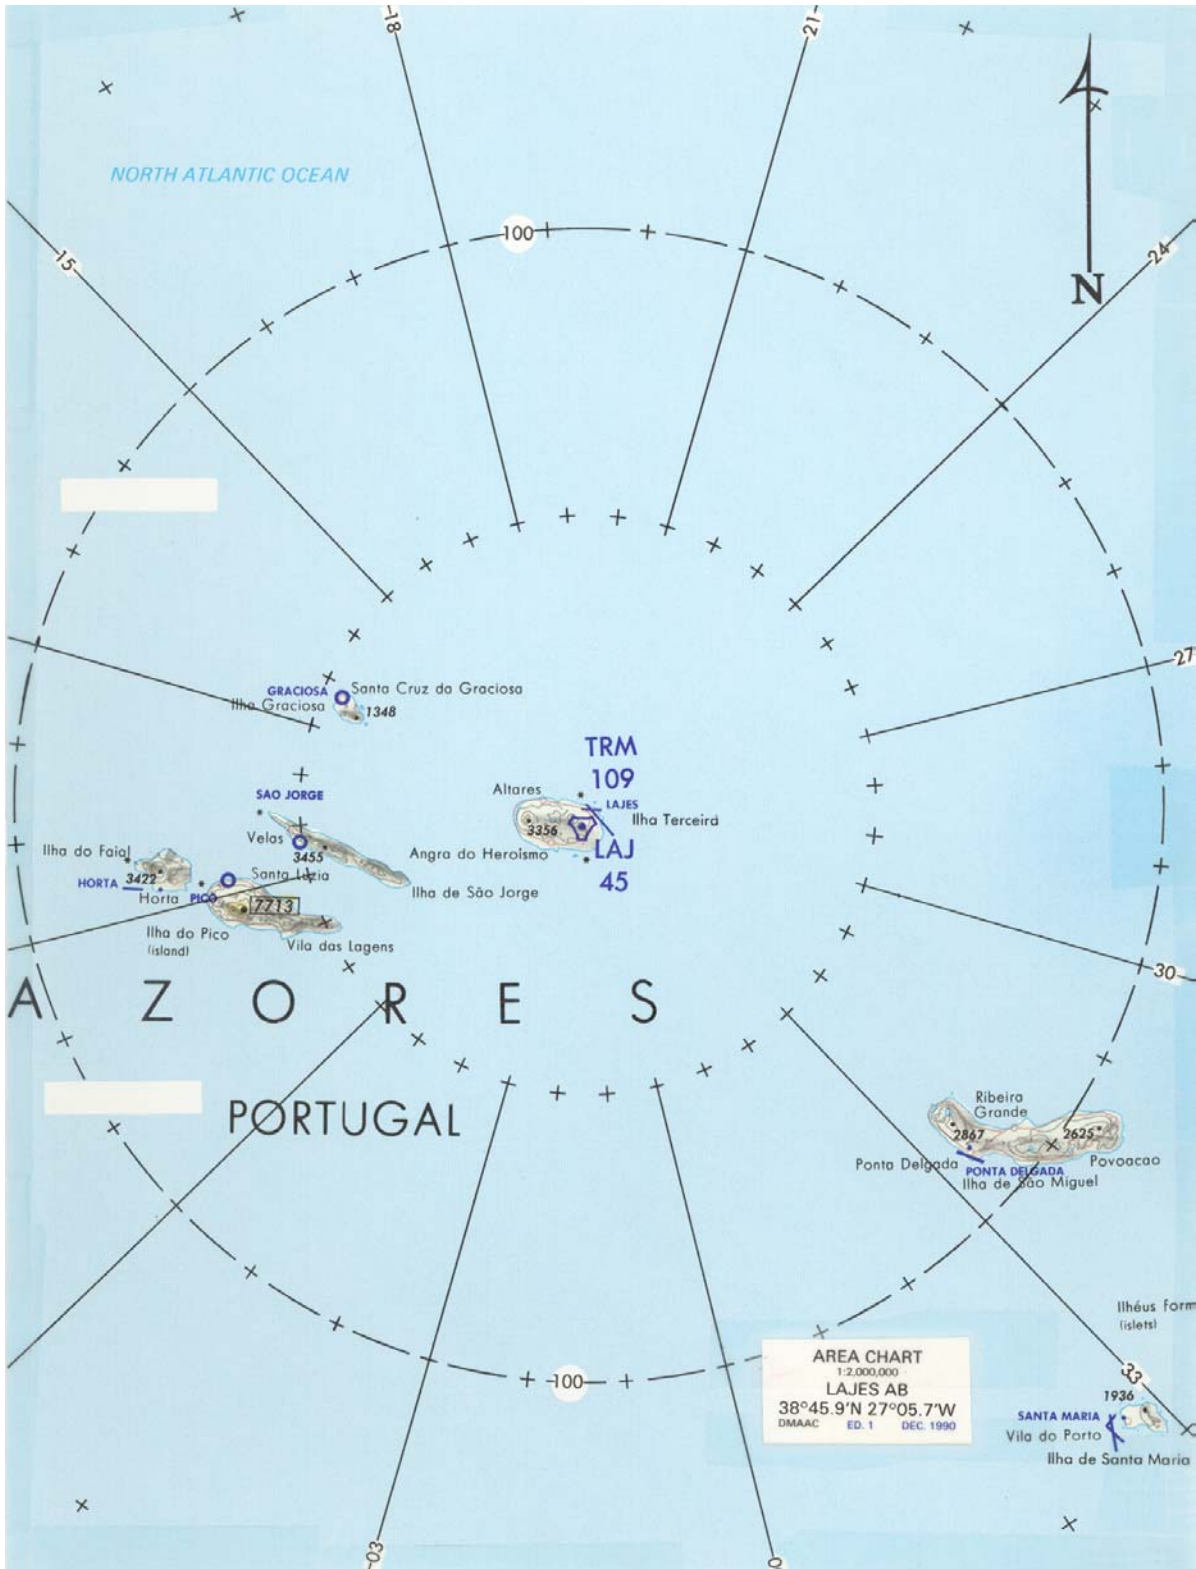 18
21
NORTH ATLANTIC OCEAN
100
15
24
N
27
GRACIOSA
Santa Cruz da Graciosa
Ilha Graciosa
1348
TRM
109
Altares
LAJES
SAO JORGE
Ilha Terceira
3356
Velas
Ilha do Faial
3455
Angra do Heroismo
LAJ
45
3422
Santa Luzia
HORTA
Horta
PICO
Ilha de São Jorge
7713
Ilha do Pico
(island)
Vila das Lagens
30
AZORES
PORTUGAL
Ribeira
Grande
2867
2625
Ponta Delgada
PONTA DELGADA
Povoacao
Ilha de São Miguel
Ilhéus Form
(islets)
AREA CHART
1:2,000,000
LAJES AB
38°45.9'N 27°05.7'W
DMAAC ED. 1 DEC. 1990
100
33
1936
SANTA MARIA
Vila do Porto
Ilha de Santa Maria
03
0